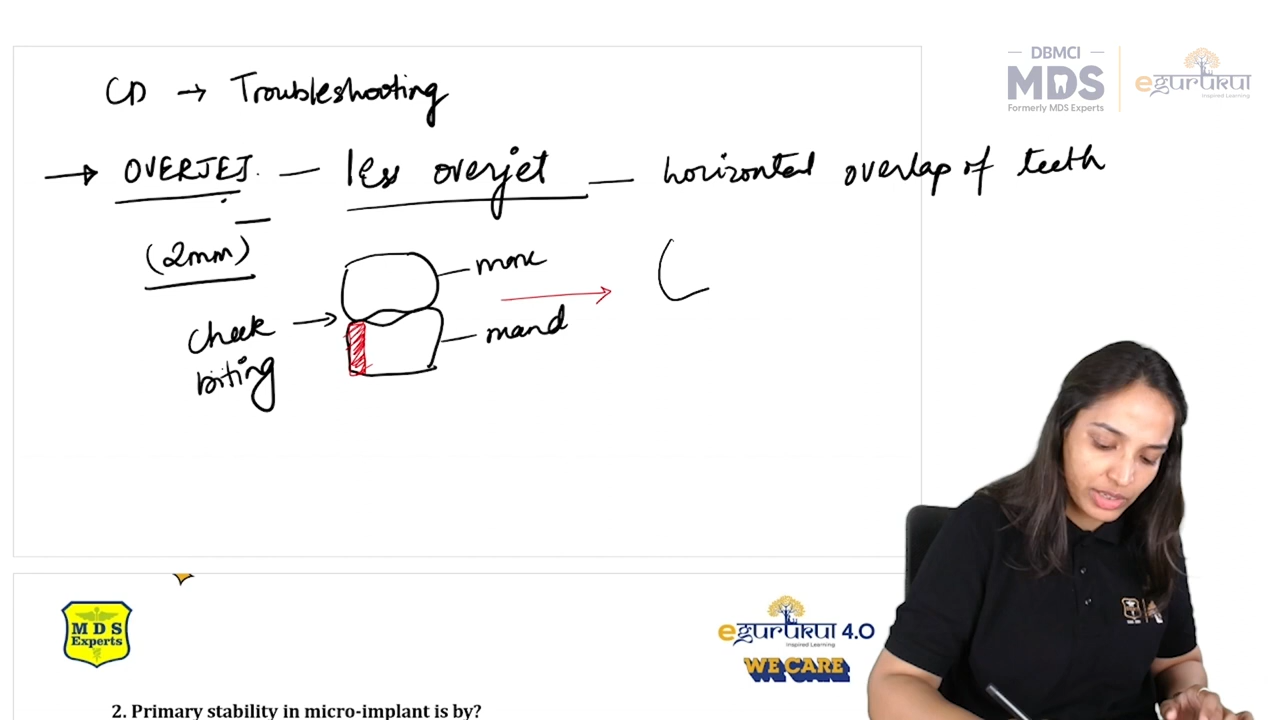 DBMCI
MDS
Formerly MDS Experts
egurukul
Inspired Learning
CD → Troubleshooting
→ OVERJET - less overjet - horizontal overlap of teeth
(2mm)
max
mand
Cheek
biting
MDS
Experts
egurukul 4.0
Inspired Learning
WE CARE
2. Primary stability in micro-implant is by?